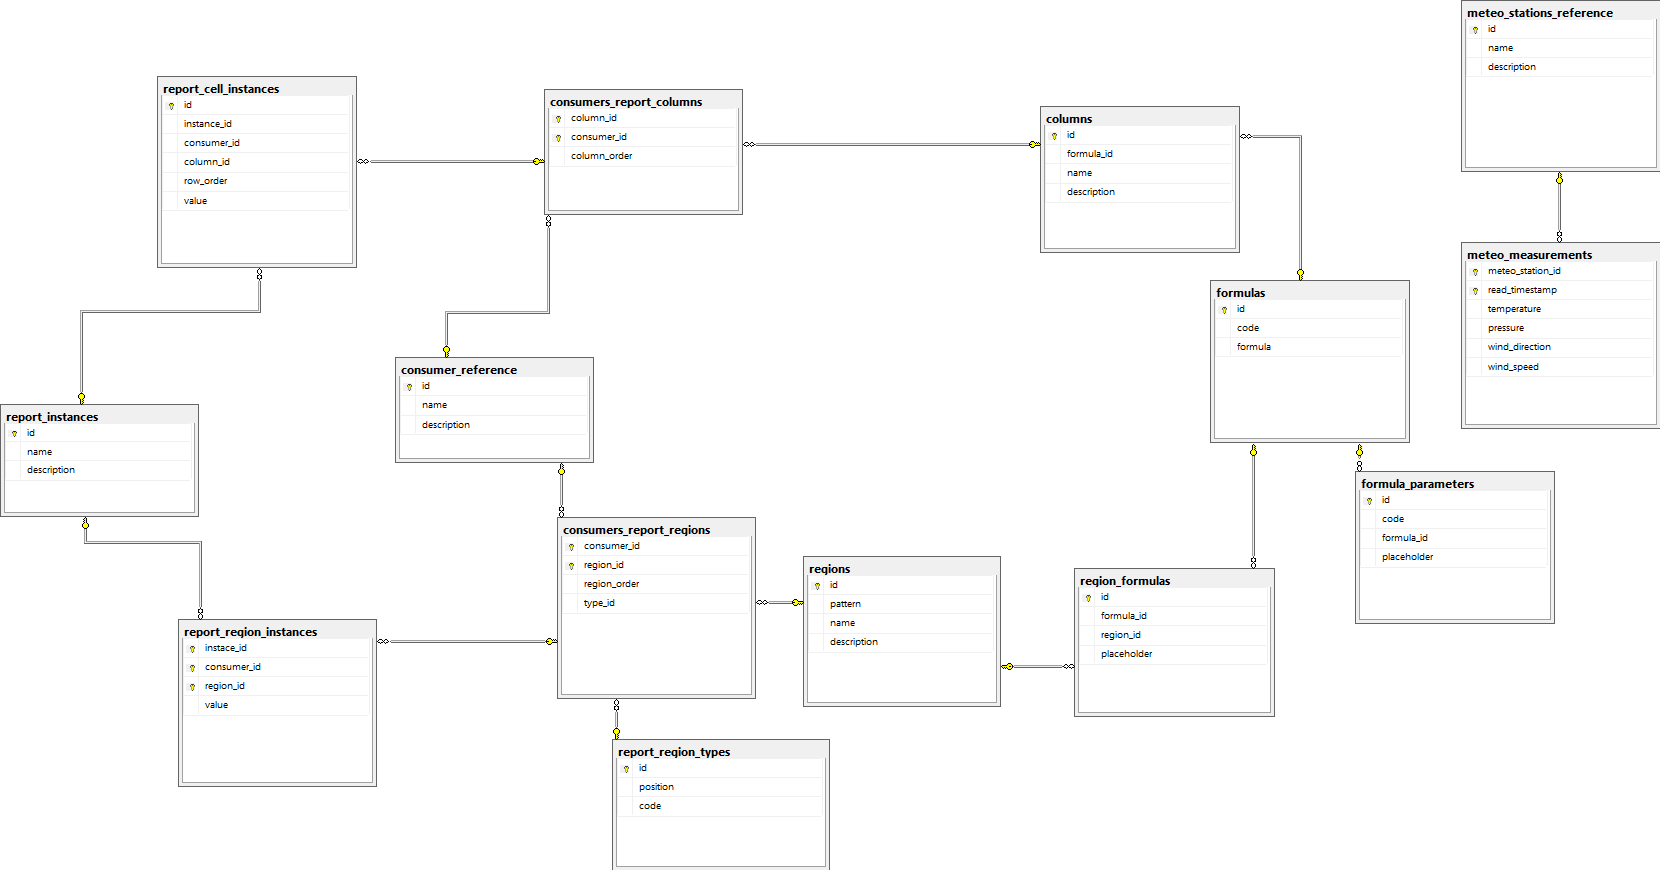 meteo_stations_reference
id
name
description
report_cell_instances
id
instance_id
consumer_id
column_id
row_order
value
consumers_report_columns
column_id
consumer_id
column_order
columns
id
formula_id
name
description
meteo_measurements
meteo_station_id
read_timestamp
temperature
pressure
wind_direction
wind_speed
formulas
id
code
formula
consumer_reference
id
name
description
report_instances
id
name
description
formula_parameters
id
code
formula_id
placeholder
consumers_report_regions
consumer_id
region_id
region_order
type_id
regions
id
pattern
name
description
region_formulas
id
formula_id
region_id
placeholder
report_region_instances
instace_id
consumer_id
region_id
value
report_region_types
id
position
code